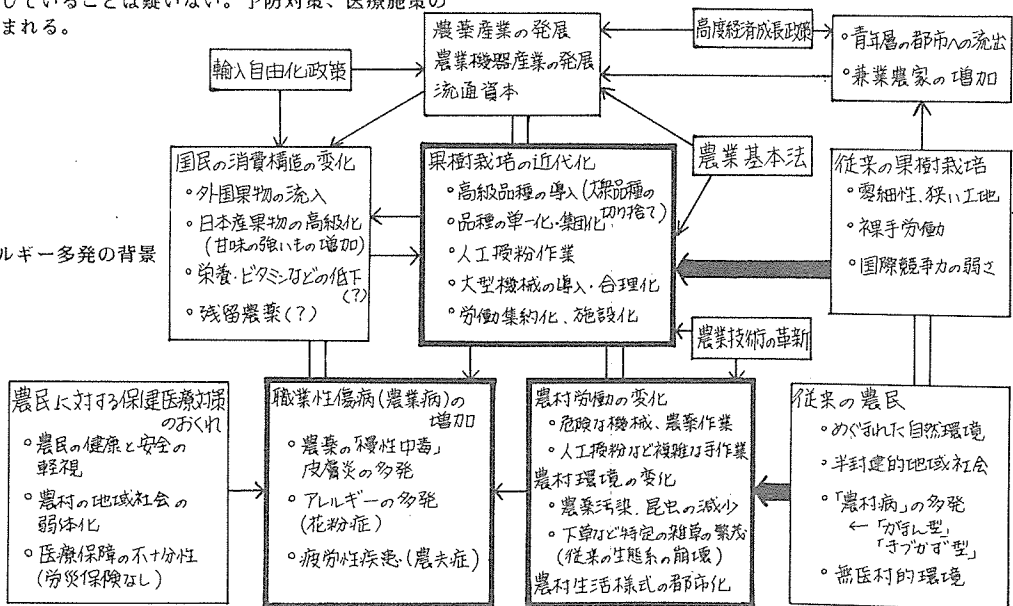 していることは疑いない。予防対策、医療施策の
まれる。
ルギー多発の背景
輸入自由化政策
農薬産業の発展
農業機器産業の発展
流通資本
高度経済成長政策
・青年層の都市への流出
・兼業農家の増加
国民の消費構造の変化
・外国果物の流入
・日本産果物の高級化
(甘味の強いもの増加)
・栄養・ビタミンなどの低下
(?)
・残留農薬(?)
果樹栽培の近代化
・高級品種の導入(大衆品種の
切り捨て)
・品種の単一化・集団化
・人工授粉作業
・大型機械の導入・合理化
・労働集約化、施設化
農業基本法
農業技術の革新
従来の果樹栽培
・零細性、狭い土地
・裸手労働
・国際競争力の弱さ
農民に対する保健医療対策
のおくれ
・農民の健康と安全の
軽視
・農村の地域社会の
弱体化
・医療保障の不十分性
(労災保険なし)
職業性傷病(農業病)の
増加
・農薬の「慢性中毒」
皮膚炎の多発
・アレルギーの多発
(花粉症)
・疲労性疾患(農夫症)
農村労働の変化
・危険な機械、農薬作業
・人工授粉など複雑な手作業
農村環境の変化
・農薬汚染、昆虫の減少
・下草など特定の雑草の繁茂
(従来の生態系の崩壊)
農村生活様式の都市化
従来の農民
・めぐまれた自然環境
・半封建的地域社会
・「農村病」の多発
←「がまん型」
「きづかず型」
・無医村的環境